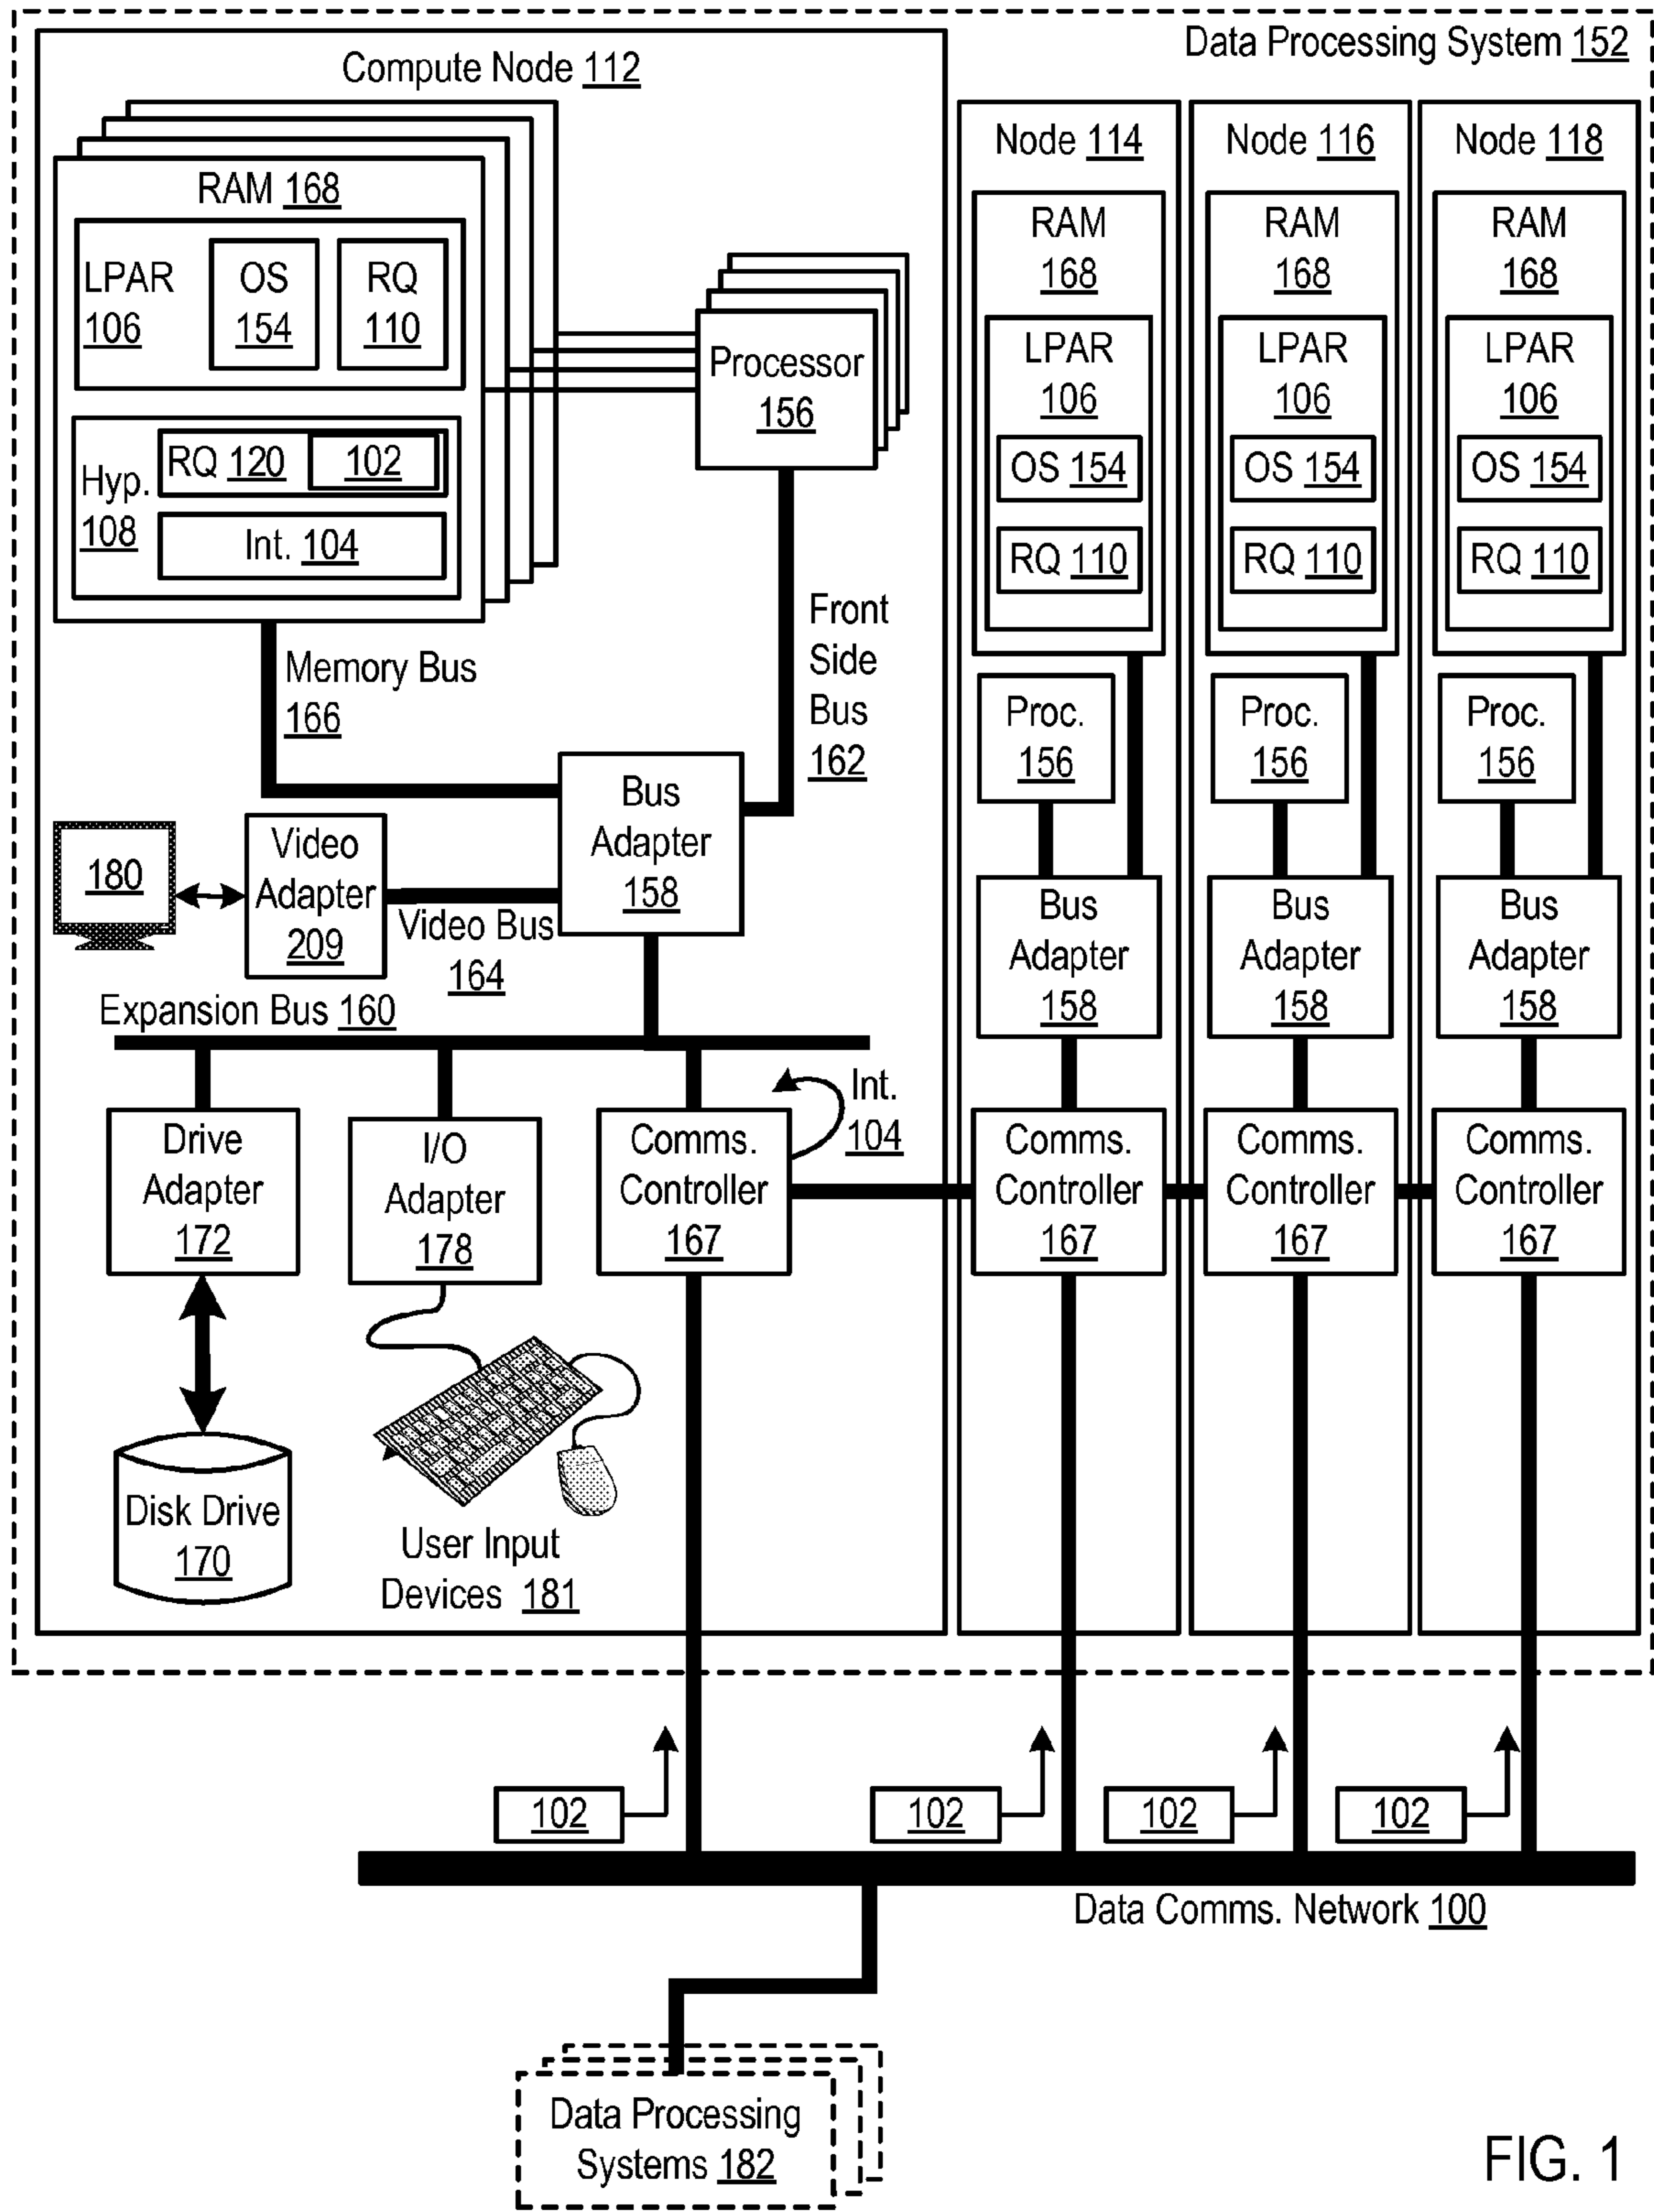 Data Processing System 152
Compute Node 112
RAM 168
LPAR
106
OS
154
RQ
110
Hyp.
108
RQ 120
102
Int. 104
Processor
156
Memory Bus
166
Front
Side
Bus
162
Bus
Adapter
158
180
Video
Adapter
209
Video Bus
164
Expansion Bus 160
Int.
104
Drive
Adapter
172
I/O
Adapter
178
Comms.
Controller
167
Disk Drive
170
User Input
Devices 181
Node 114
RAM
168
LPAR
106
OS 154
RQ 110
Proc.
156
Bus
Adapter
158
Comms.
Controller
167
Node 116
RAM
168
LPAR
106
OS 154
RQ 110
Proc.
156
Bus
Adapter
158
Comms.
Controller
167
Node 118
RAM
168
LPAR
106
OS 154
RQ 110
Proc.
156
Bus
Adapter
158
Comms.
Controller
167
102
102
102
102
Data Comms. Network 100
Data Processing
Systems 182
FIG. 1